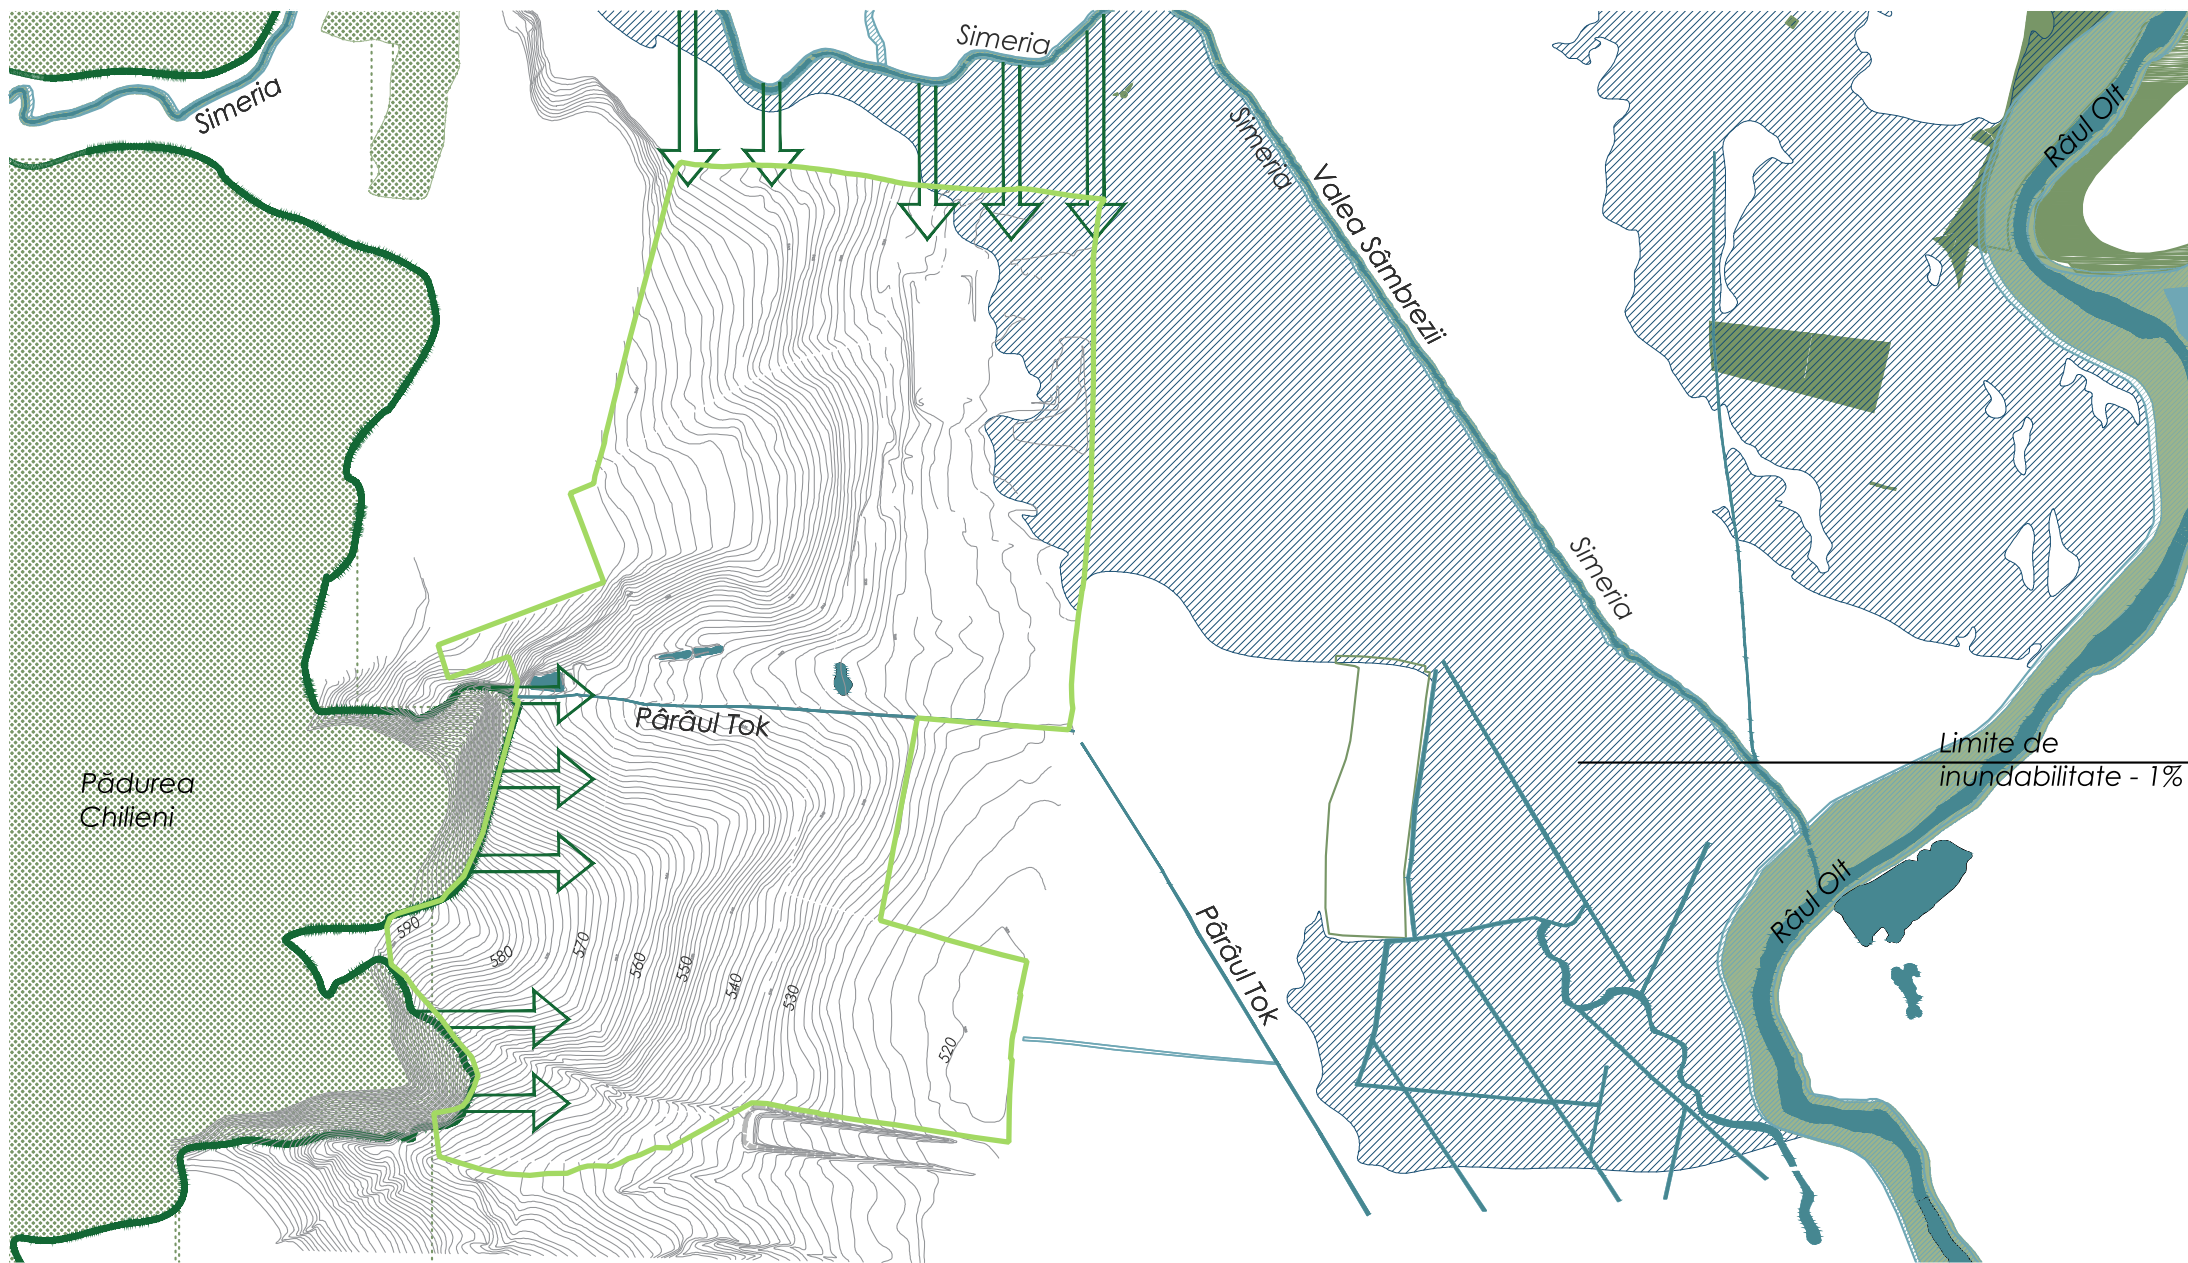 Simeria
Simeria
Râul Olt
Simeria
Valea Sâmbrezii
Simeria
Pârâul Tok
Limite de
inundabilitate - 1%
Pădurea
Chilieni
Râul Olt
Pârâul Tok
590
580
570
560
550
540
530
520